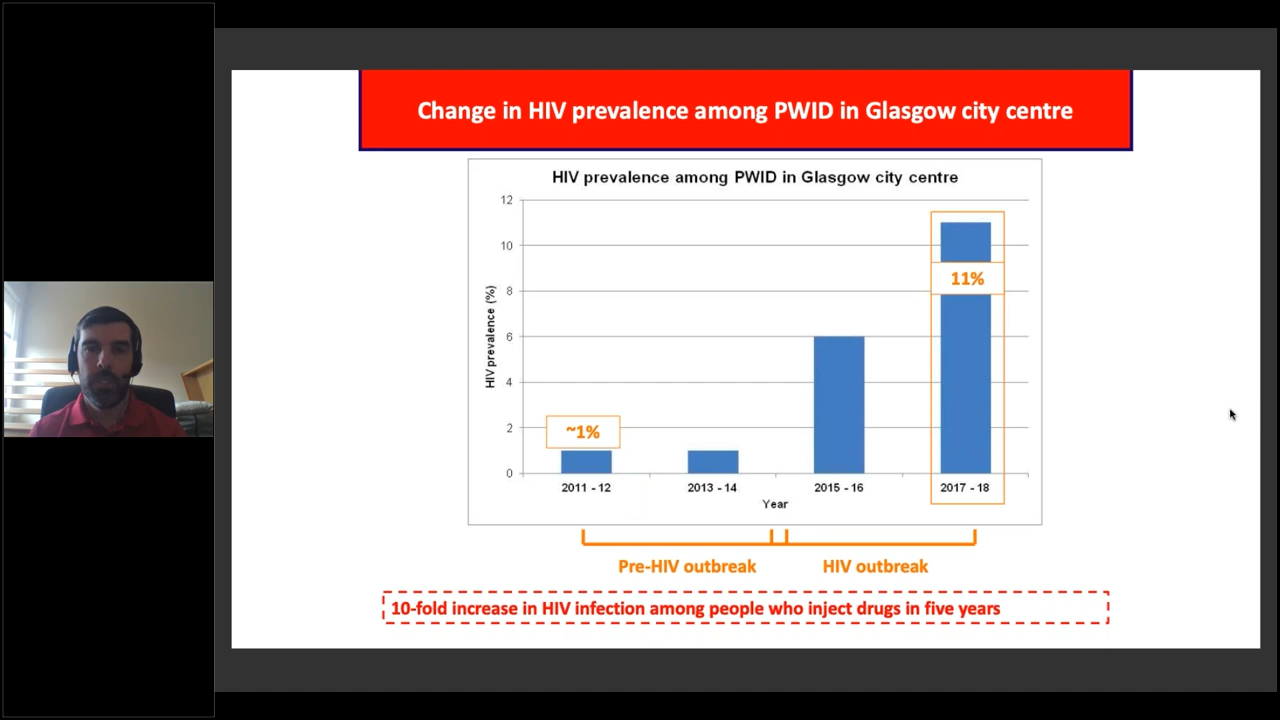 Change in HIV prevalence among PWID in Glasgow city centre
HIV prevalence among PWID in Glasgow city centre
HIV prevalence (%)
12
10
8
6
4
2
0
~1%
11%
2011 - 12
2013 - 14
2015 - 16
2017 - 18
Year
Pre-HIV outbreak
HIV outbreak
10-fold increase in HIV infection among people who inject drugs in five years